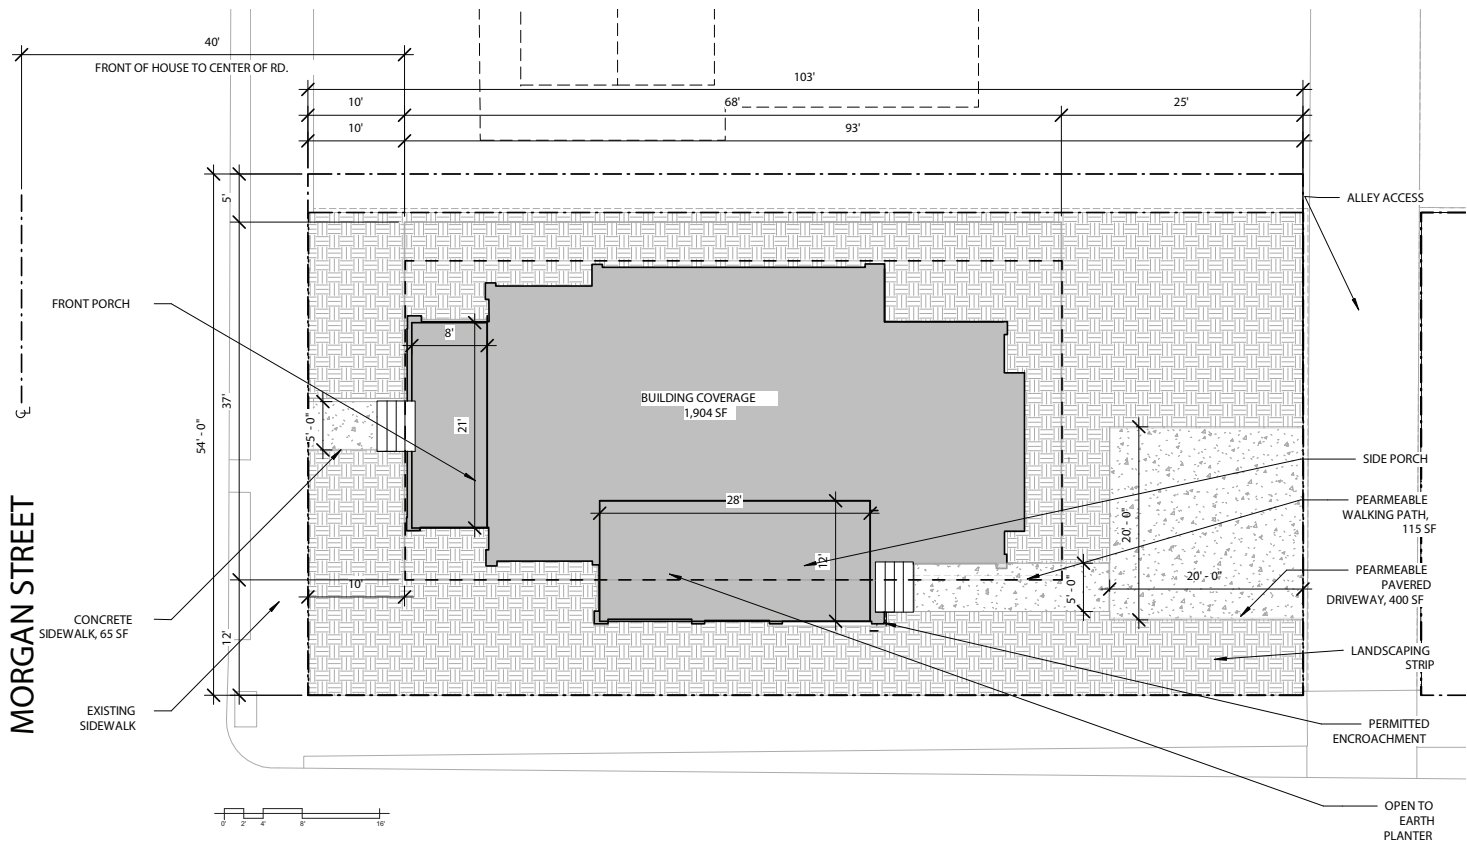 40'
FRONT OF HOUSE TO CENTER OF RD.
103'
10'
68'
25'
10'
93'
5'
ALLEY ACCESS
FRONT PORCH
8'
37'
BUILDING COVERAGE
1,904 SF
21'
5' - 0"
54' - 0"
SIDE PORCH
28'
PEARMEABLE
WALKING PATH,
115 SF
20' - 0"
12'
20' - 0"
PEARMEABLE
PAVERED
DRIVEWAY, 400 SF
10'
5' - 0"
MORGAN STREET
CONCRETE
SIDEWALK, 65 SF
12'
LANDSCAPING
STRIP
EXISTING
SIDEWALK
PERMITTED
ENCROACHMENT
OPEN TO
EARTH
PLANTER
0' 2' 4' 8' 16'